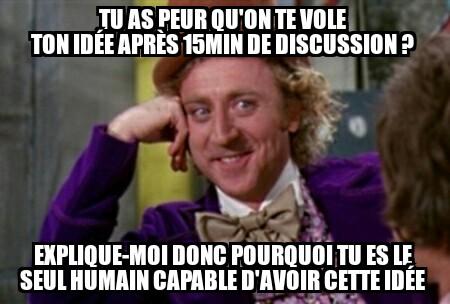 TU AS PEUR QU'ON TE VOLE
TON IDÉE APRÈS 15MIN DE DISCUSSION ?
EXPLIQUE-MOI DONC POURQUOI TU ES LE
SEUL HUMAIN CAPABLE D'AVOIR CETTE IDÉE